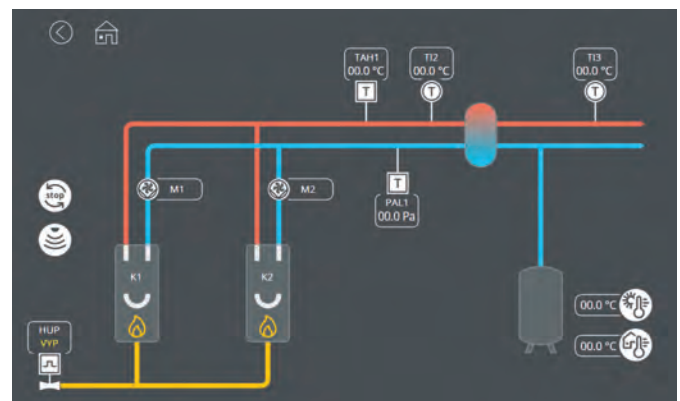 TAH1
00.0 °C
T
TI2
00.0 °C
T
TI3
00.0 °C
T
M1
M2
T
PAL1
00.0 Pa
stop
K1
K2
00.0 °C
HUP
VYP
00.0 °C